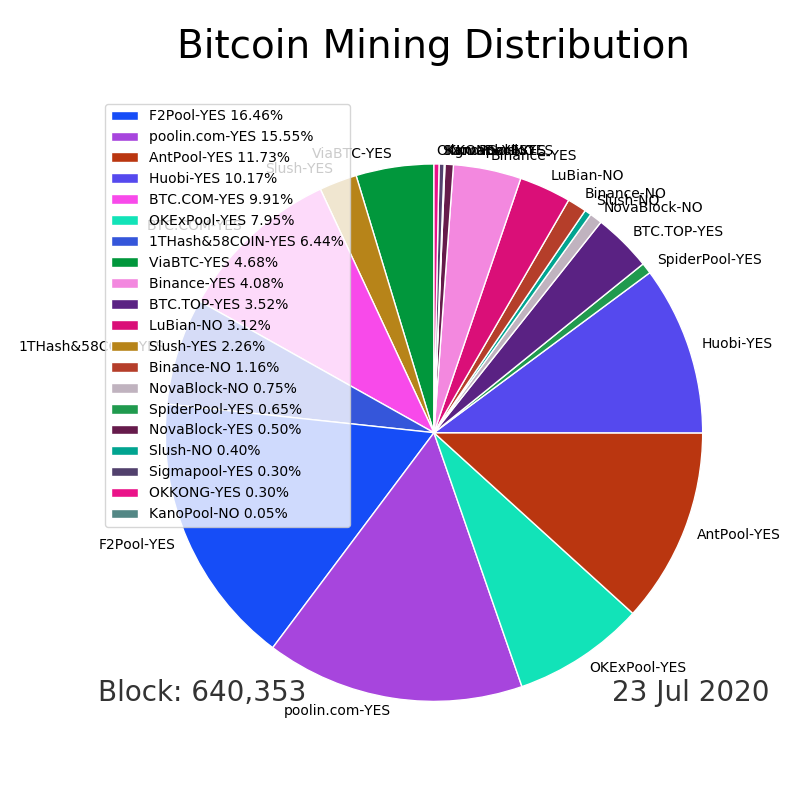 Bitcoin Mining Distribution
F2Pool-YES 16.46%
poolin.com-YES 15.55%
AntPool-YES 11.73%
Huobi-YES 10.17%
BTC.COM-YES 9.91%
OKExPool-YES 7.95%
1THash&58COIN-YES 6.44%
ViaBTC-YES 4.68%
Binance-YES 4.08%
BTC.TOP-YES 3.52%
LuBian-NO 3.12%
Slush-YES 2.26%
Binance-NO 1.16%
NovaBlock-NO 0.75%
SpiderPool-YES 0.65%
NovaBlock-YES 0.50%
Slush-NO 0.40%
Sigmapool-YES 0.30%
OKKONG-YES 0.30%
KanoPool-NO 0.05%
ViaBTC-YES
Slush-YES
BTC.COM-YES
1THash&58COIN-YES
F2Pool-YES
poolin.com-YES
OKExPool-YES
AntPool-YES
Huobi-YES
SpiderPool-YES
BTC.TOP-YES
NovaBlock-NO
Slush-NO
Binance-NO
LuBian-NO
Binance-YES
Block: 640,353
23 Jul 2020